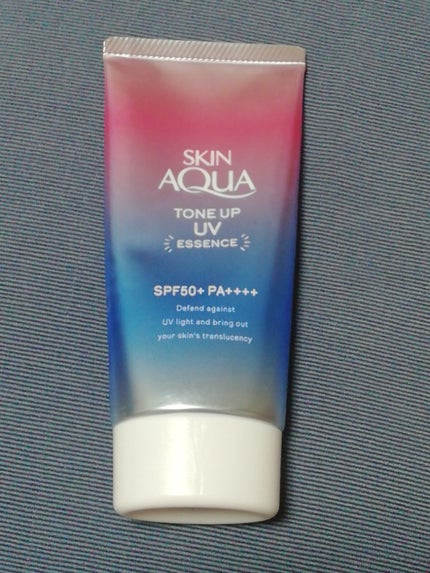 SKIN
AQUA
TONE UP
UV
ESSENCE
SPF50+ PA++++
Defend against
UV light and bring out
your skin's translucency